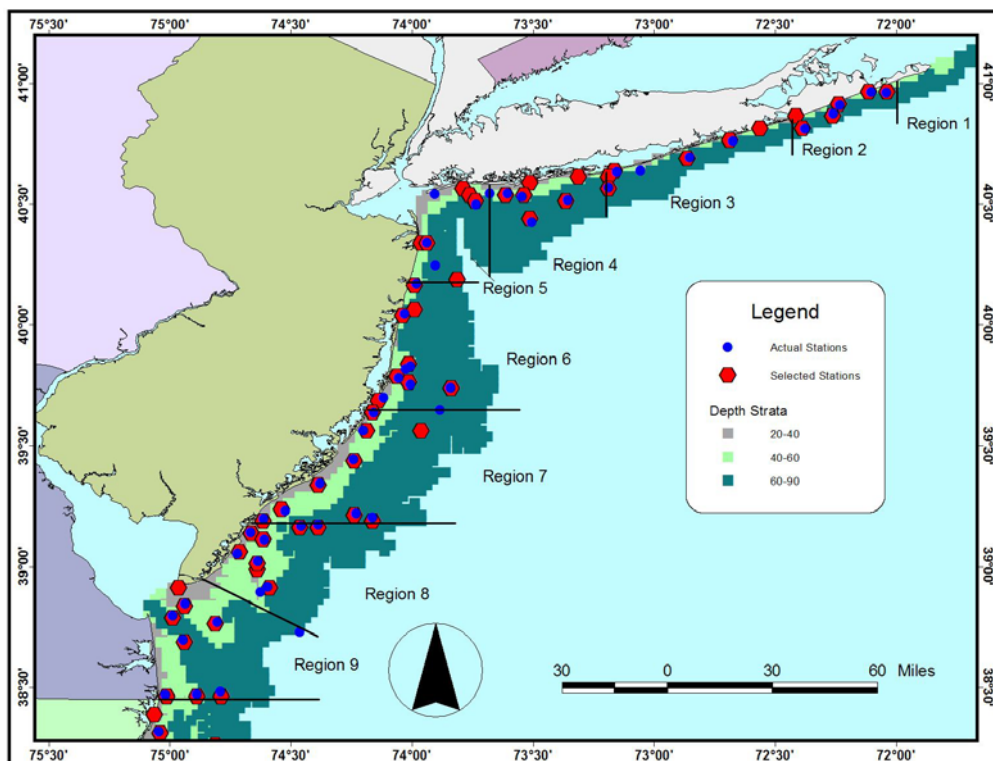 75°30' 75°00' 74°30' 74°00' 73°30' 73°00' 72°30' 72°00'
41°00'
41°00'
Region 1
Region 2
40°30'
40°30'
Region 3
Region 4
Region 5
40°00'
40°00'
Legend
Region 6
Actual Stations
Selected Stations
Depth Strata
39°30'
39°30'
20-40
Region 7
40-60
60-90
39°00'
39°00'
Region 8
Region 9
30 0 30 60 Miles
38°30'
38°30'
75°30' 75°00' 74°30' 74°00' 73°30' 73°00' 72°30' 72°00'